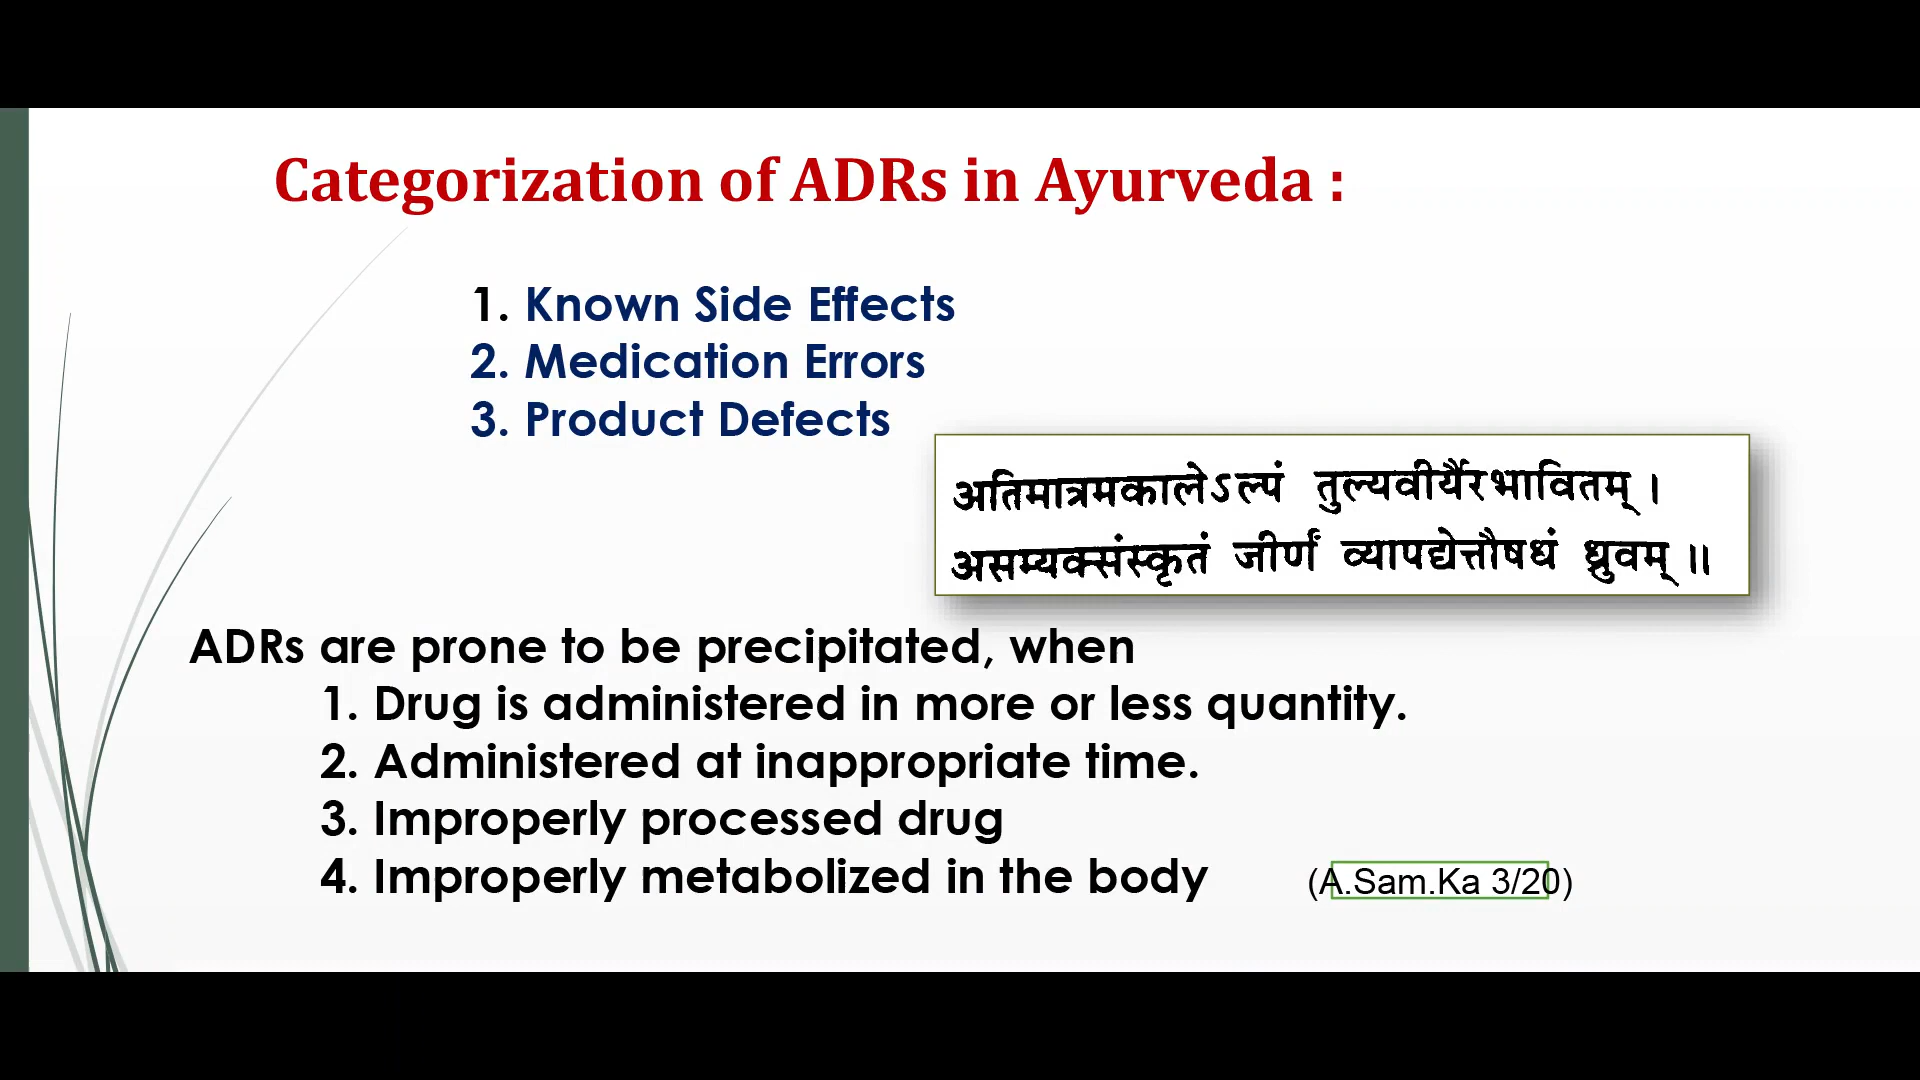 Categorization of ADRs in Ayurveda :
1. Known Side Effects
2. Medication Errors
3. Product Defects
अतिमात्रमकालेऽल्पं तुल्यवीर्यैरभावितम् ।
असम्यक्संस्कृतं जीर्णं व्यापद्येत्तौषधं ध्रुवम् ॥
ADRs are prone to be precipitated, when
1. Drug is administered in more or less quantity.
2. Administered at inappropriate time.
3. Improperly processed drug
4. Improperly metabolized in the body (A.Sam.Ka 3/20)